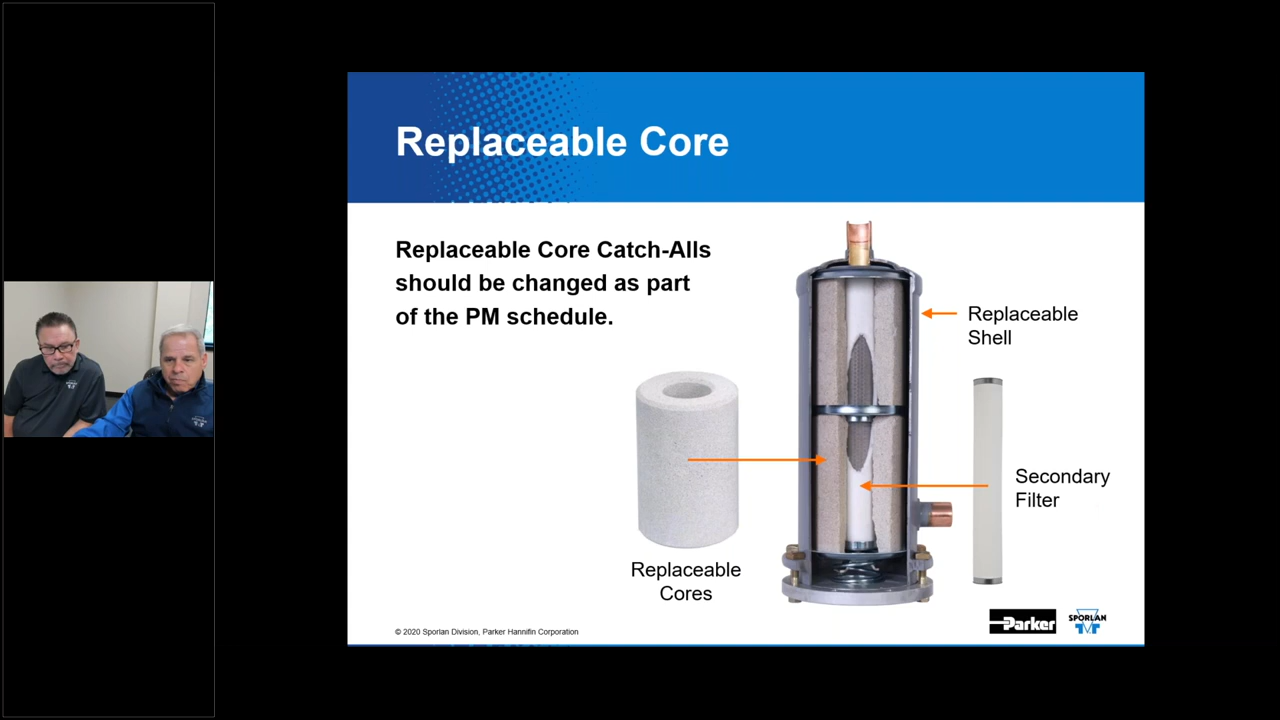 Replaceable Core
Replaceable Core Catch-Alls
should be changed as part
of the PM schedule.
Replaceable
Shell
Secondary
Filter
Replaceable
Cores
© 2020 Sporlan Division, Parker Hannifin Corporation
Parker
SPORLAN